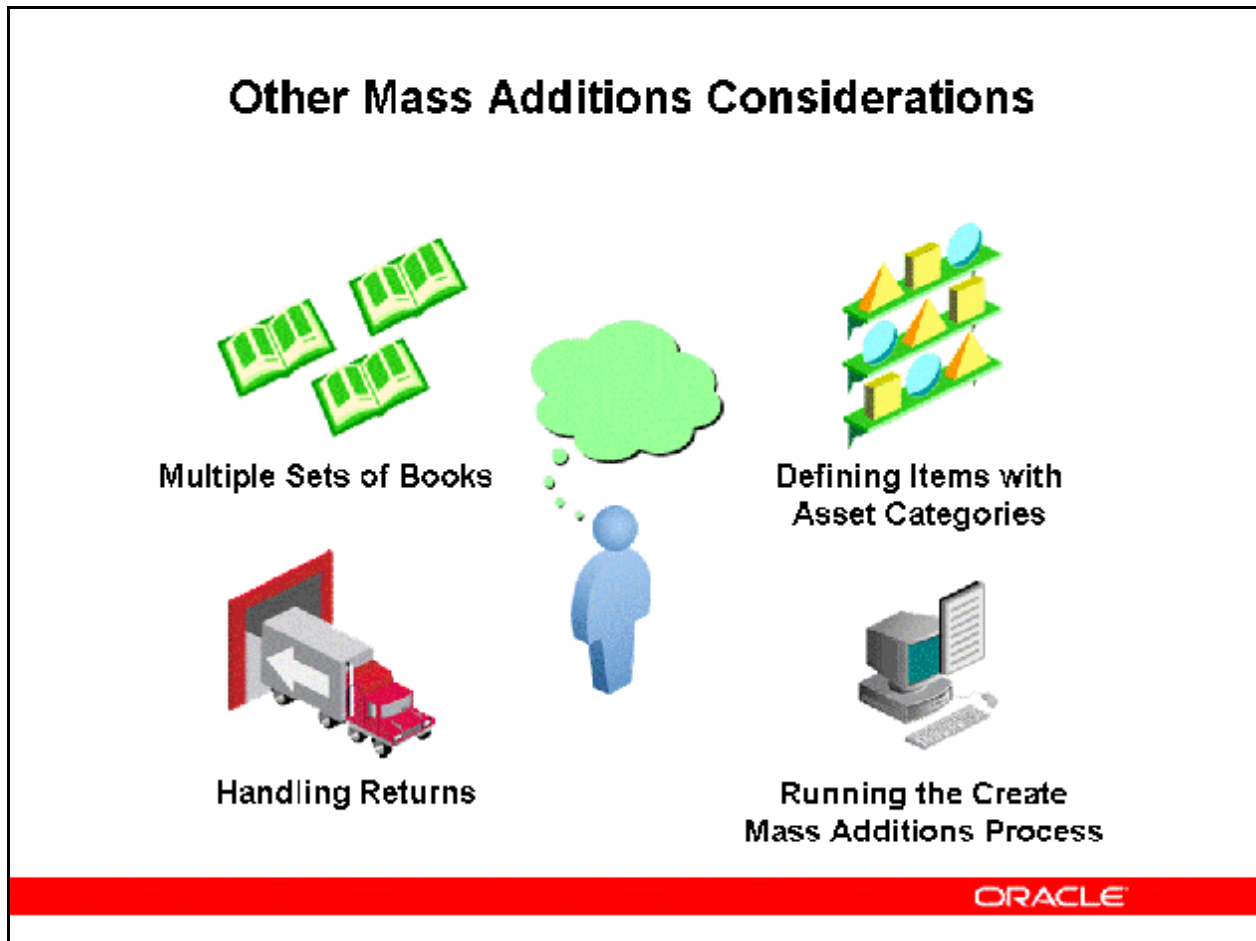 Other Mass Additions Considerations
Multiple Sets of Books
Defining Items with
Asset Categories
Handling Returns
Running the Create
Mass Additions Process
ORACLE